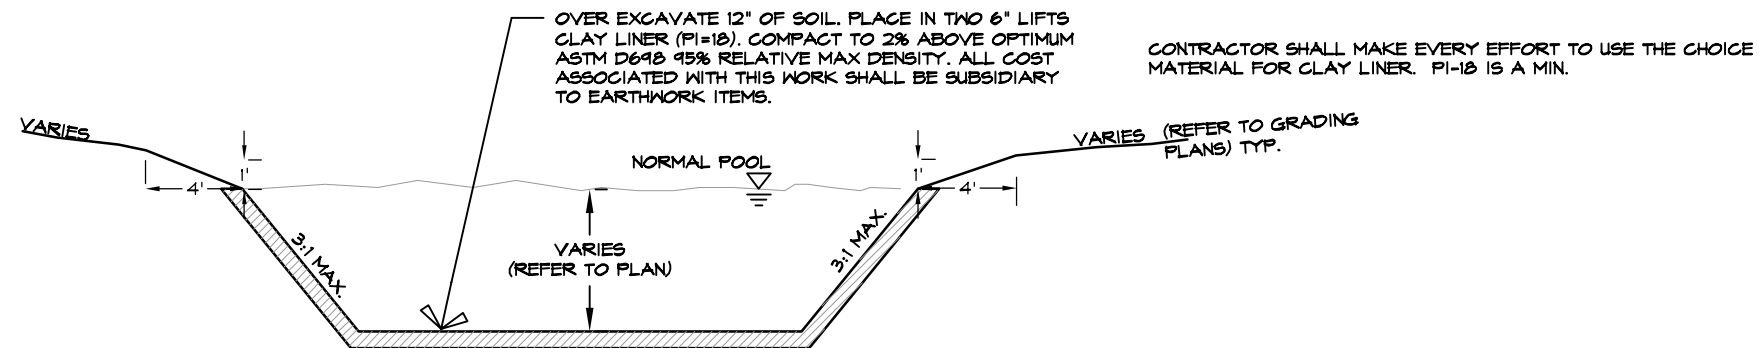 OVER EXCAVATE 12" OF SOIL. PLACE IN TWO 6" LIFTS
CLAY LINER (PI=18). COMPACT TO 2% ABOVE OPTIMUM
ASTM D698 95% RELATIVE MAX DENSITY. ALL COST
ASSOCIATED WITH THIS WORK SHALL BE SUBSIDIARY
TO EARTHWORK ITEMS.
CONTRACTOR SHALL MAKE EVERY EFFORT TO USE THE CHOICE
MATERIAL FOR CLAY LINER. PI-18 IS A MIN.
VARIES
VARIES (REFER TO GRADING
PLANS) TYP.
NORMAL POOL
1'
1'
4'
4'
3:1 MAX.
VARIES
(REFER TO PLAN)
3:1 MAX.